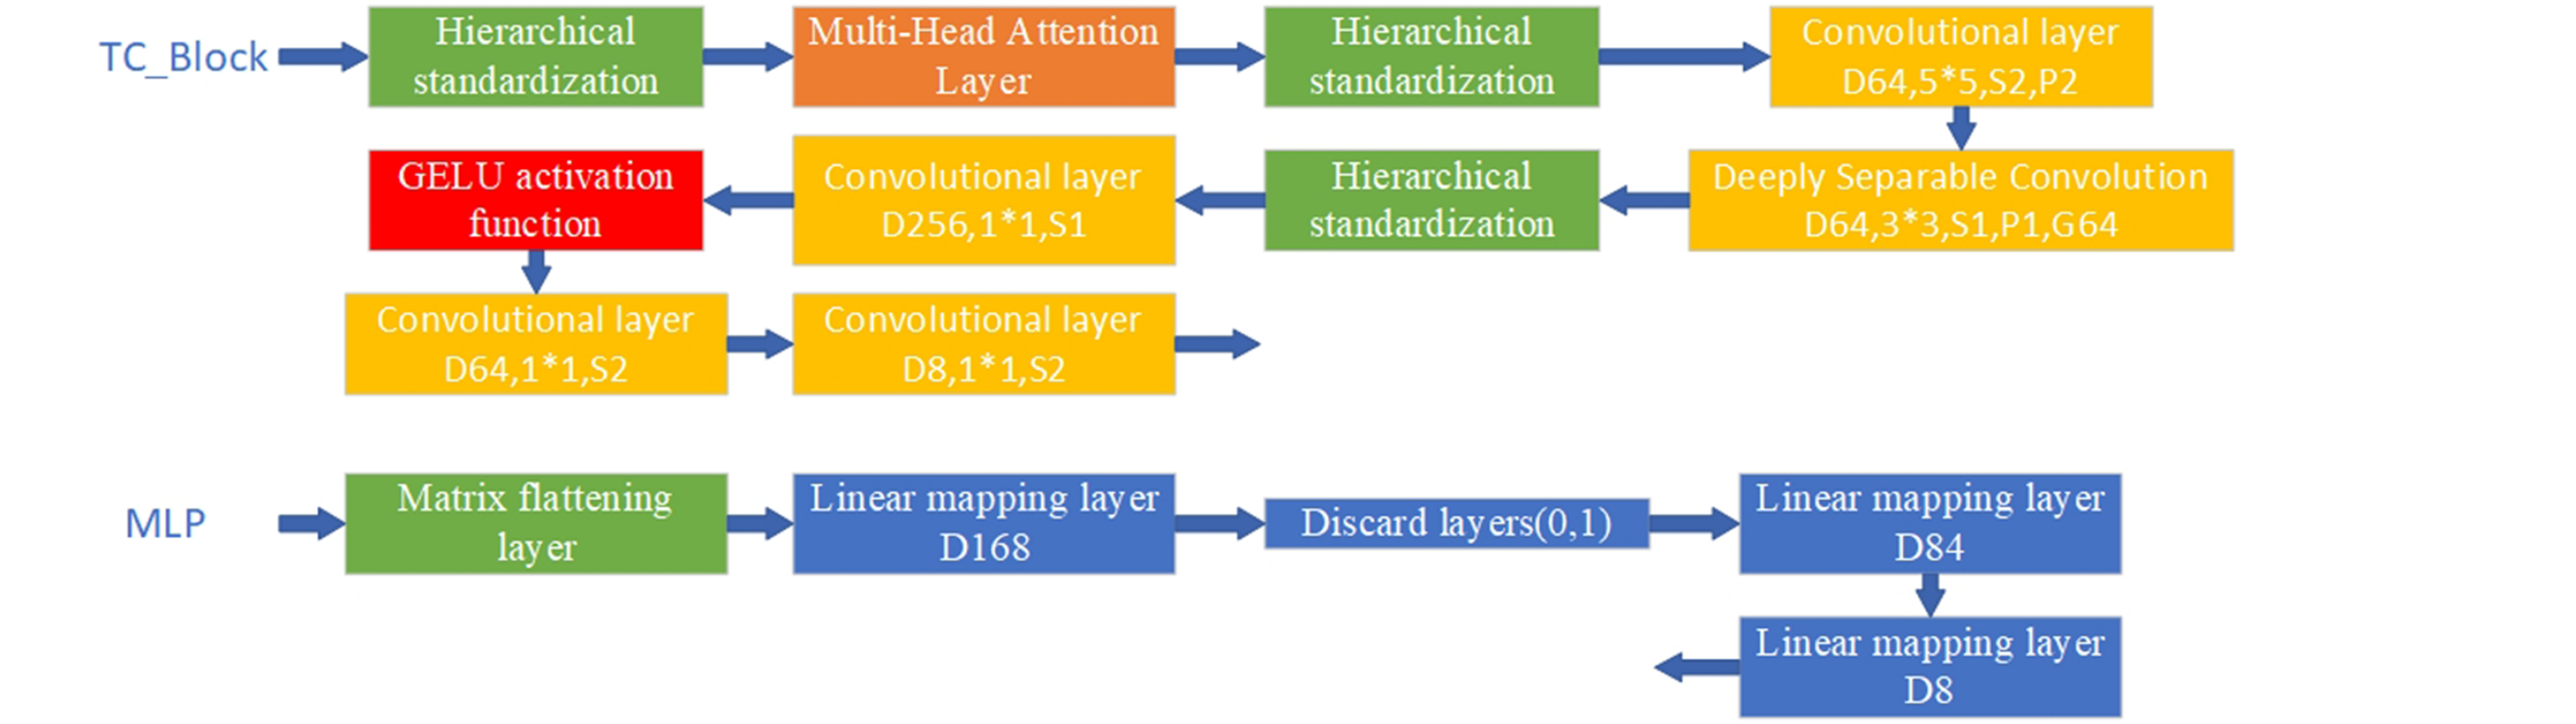 TC_Block
Hierarchical
standardization
Multi-Head Attention
Layer
Hierarchical
standardization
Convolutional layer
D64,5*5,S2,P2
GELU activation
function
Convolutional layer
D256,1*1,S1
Hierarchical
standardization
Deeply Separable Convolution
D64,3*3,S1,P1,G64
Convolutional layer
D64,1*1,S2
Convolutional layer
D8,1*1,S2
MLP
Matrix flattening
layer
Linear mapping layer
D168
Discard layers(0,1)
Linear mapping layer
D84
Linear mapping layer
D8